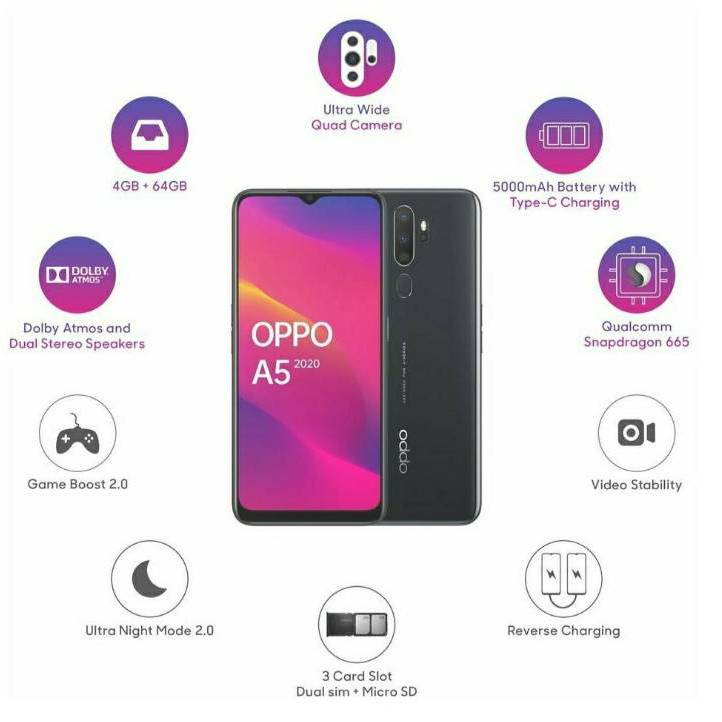 Ultra Wide
Quad Camera
4GB + 64GB
5000mAh Battery with
Type-C Charging
DOLBY
ATMOS
Dolby Atmos and
Dual Stereo Speakers
OPPO
A5 2020
oppo
Qualcomm
Snapdragon 665
Game Boost 2.0
Video Stability
Ultra Night Mode 2.0
Reverse Charging
3 Card Slot
Dual sim + Micro SD